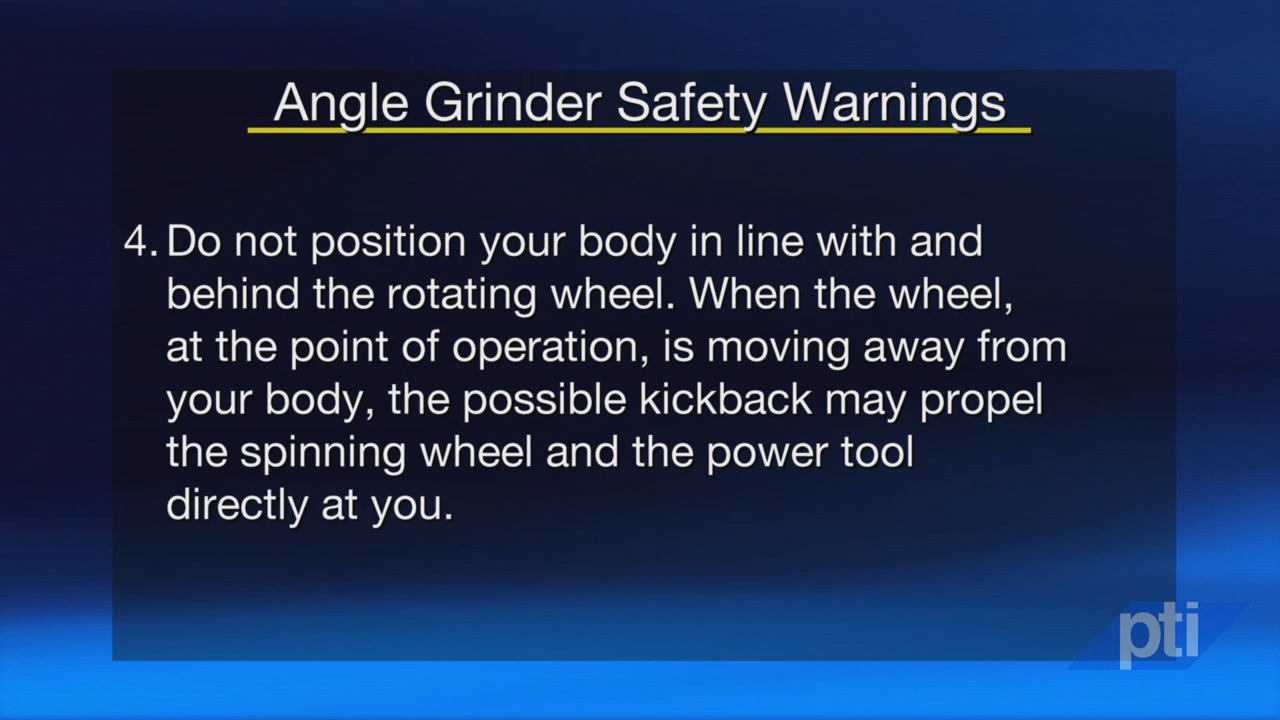 Angle Grinder Safety Warnings
4. Do not position your body in line with and
behind the rotating wheel. When the wheel,
at the point of operation, is moving away from
your body, the possible kickback may propel
the spinning wheel and the power tool
directly at you.
pti